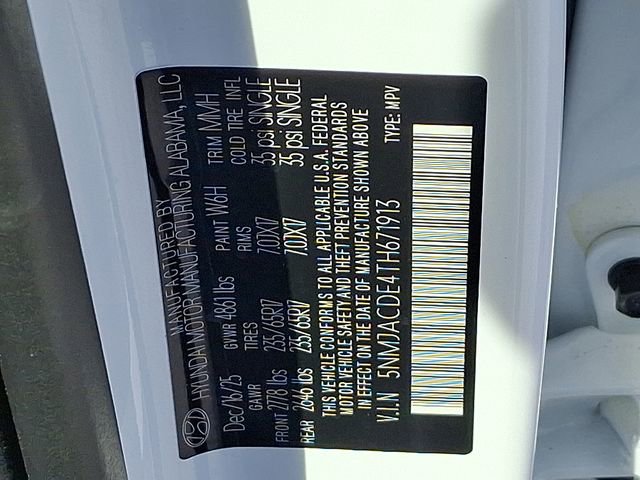 MANUFACTURED BY
HYUNDAI MOTOR MANUFACTURING ALABAMA, LLC
Dec/16/25 GVWR 4861 lbs PAINT W6H TRIM MMH
GAWR TIRES RIMS COLD TIRE INFL
FRONT 2778 lbs 235/65R17 7.00X17 35 psi SINGLE
REAR 2646 lbs 235/65R17 7.00X17 35 psi SINGLE
THIS VEHICLE CONFORMS TO ALL APPLICABLE U.S.A. FEDERAL
MOTOR VEHICLE SAFETY AND THEFT PREVENTION STANDARDS
IN EFFECT ON THE DATE OF MANUFACTURE SHOWN ABOVE
V.I.N 5NMJACDE4TH671913 TYPE: MPV